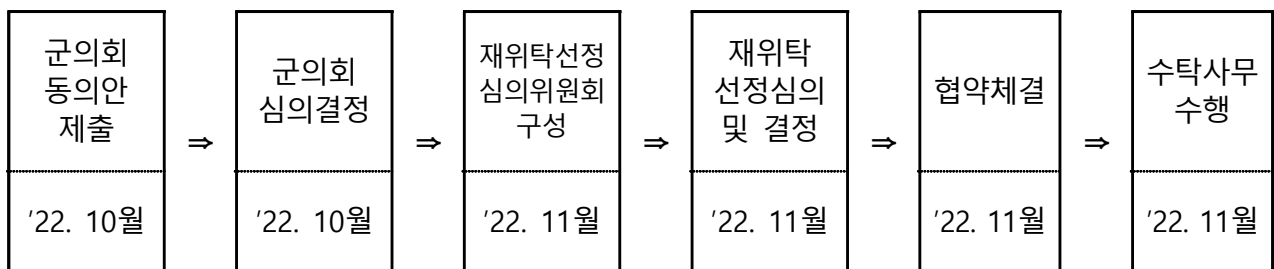 군의회
동의안
제출
'22. 10월
⇒
군의회
심의결정
'22. 10월
⇒
재위탁선정
심의위원회
구성
'22. 11월
⇒
재위탁
선정심의
및 결정
'22. 11월
⇒
협약체결
'22. 11월
⇒
수탁사무
수행
'22. 11월